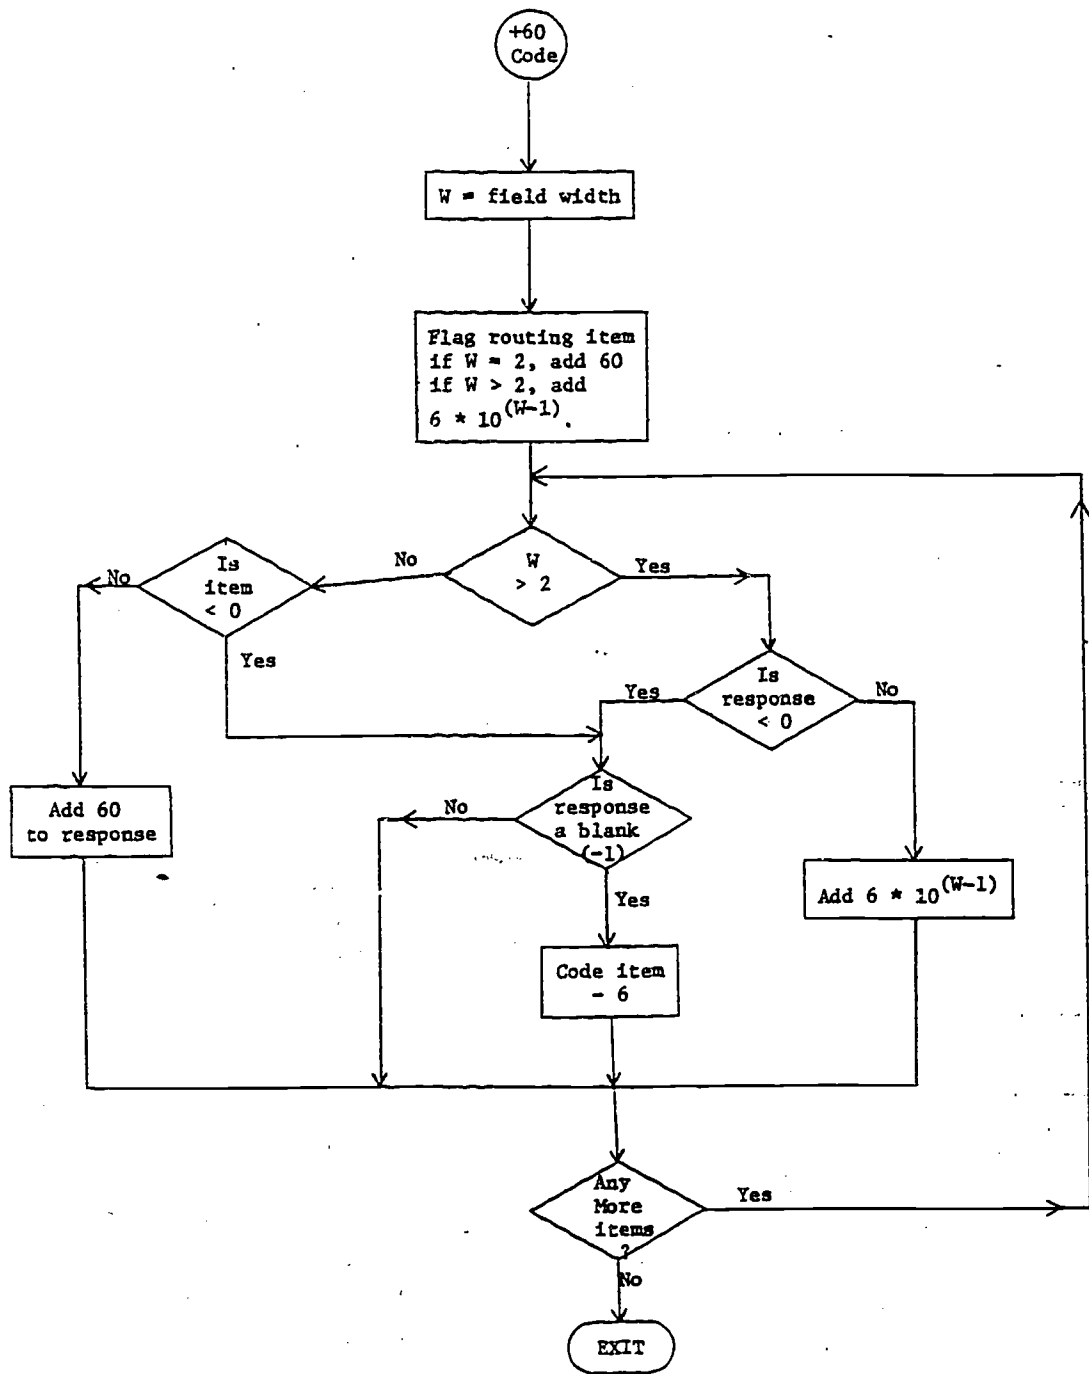 +60
Code
W = field width
Flag routing item
if W = 2, add 60
if W > 2, add
6 * 10^(W-1).
W
> 2
No
Yes
Is
item
< 0
No
Yes
Is
response
< 0
Yes
No
Is
response
a blank
(-1)
No
Yes
Add 60
to response
Add 6 * 10^(W-1)
Code item
- 6
Any
More
items
?
Yes
No
EXIT